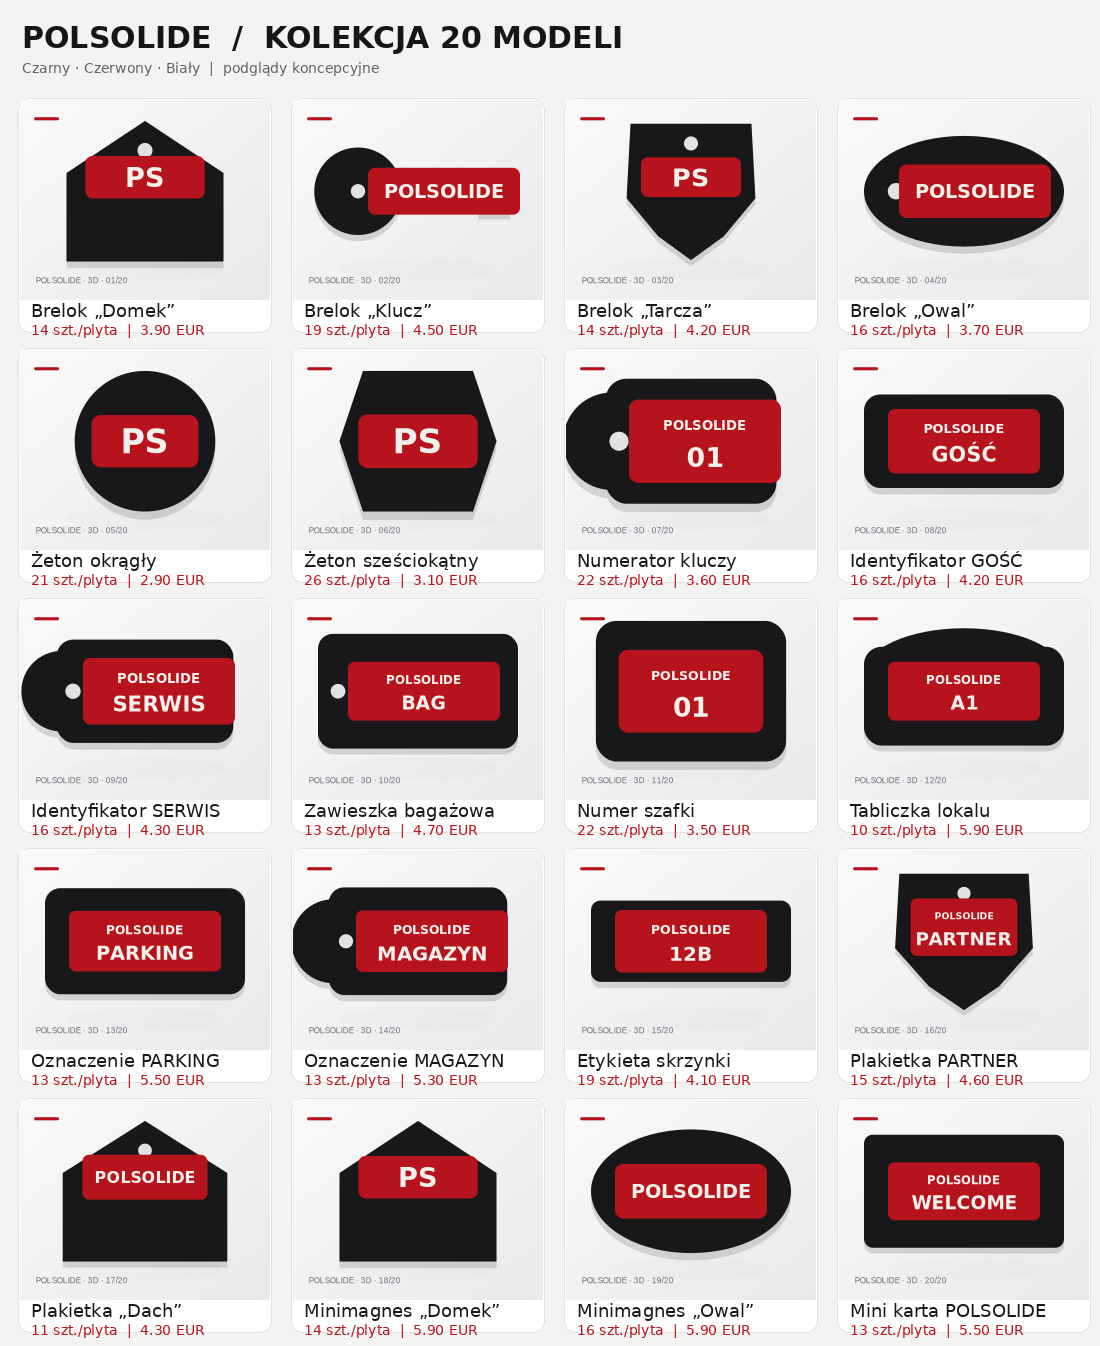 POLSOLIDE / KOLEKCJA 20 MODELI
Czarny · Czerwony · Biały | podglądy koncepcyjne
PS
POLSOLIDE · 3D · 01/20
Brelok „Domek”
14 szt./plyta | 3.90 EUR
POLSOLIDE
POLSOLIDE · 3D · 02/20
Brelok „Klucz”
19 szt./plyta | 4.50 EUR
PS
POLSOLIDE · 3D · 03/20
Brelok „Tarcza”
14 szt./plyta | 4.20 EUR
POLSOLIDE
POLSOLIDE · 3D · 04/20
Brelok „Owal”
16 szt./plyta | 3.70 EUR
PS
POLSOLIDE · 3D · 05/20
Żeton okrągły
21 szt./plyta | 2.90 EUR
PS
POLSOLIDE · 3D · 06/20
Żeton sześciokątny
26 szt./plyta | 3.10 EUR
POLSOLIDE
01
POLSOLIDE · 3D · 07/20
Numerator kluczy
22 szt./plyta | 3.60 EUR
POLSOLIDE
GOŚĆ
POLSOLIDE · 3D · 08/20
Identyfikator GOŚĆ
16 szt./plyta | 4.20 EUR
POLSOLIDE
SERWIS
POLSOLIDE · 3D · 09/20
Identyfikator SERWIS
16 szt./plyta | 4.30 EUR
POLSOLIDE
BAG
POLSOLIDE · 3D · 10/20
Zawieszka bagażowa
13 szt./plyta | 4.70 EUR
POLSOLIDE
01
POLSOLIDE · 3D · 11/20
Numer szafki
22 szt./plyta | 3.50 EUR
POLSOLIDE
A1
POLSOLIDE · 3D · 12/20
Tabliczka lokalu
10 szt./plyta | 5.90 EUR
POLSOLIDE
PARKING
POLSOLIDE · 3D · 13/20
Oznaczenie PARKING
13 szt./plyta | 5.50 EUR
POLSOLIDE
MAGAZYN
POLSOLIDE · 3D · 14/20
Oznaczenie MAGAZYN
13 szt./plyta | 5.30 EUR
POLSOLIDE
12B
POLSOLIDE · 3D · 15/20
Etykieta skrzynki
19 szt./plyta | 4.10 EUR
POLSOLIDE
PARTNER
POLSOLIDE · 3D · 16/20
Plakietka PARTNER
15 szt./plyta | 4.60 EUR
POLSOLIDE
POLSOLIDE · 3D · 17/20
Plakietka „Dach”
11 szt./plyta | 4.30 EUR
PS
POLSOLIDE · 3D · 18/20
Minimagnes „Domek”
14 szt./plyta | 5.90 EUR
POLSOLIDE
POLSOLIDE · 3D · 19/20
Minimagnes „Owal”
16 szt./plyta | 5.90 EUR
POLSOLIDE
WELCOME
POLSOLIDE · 3D · 20/20
Mini karta POLSOLIDE
13 szt./plyta | 5.50 EUR